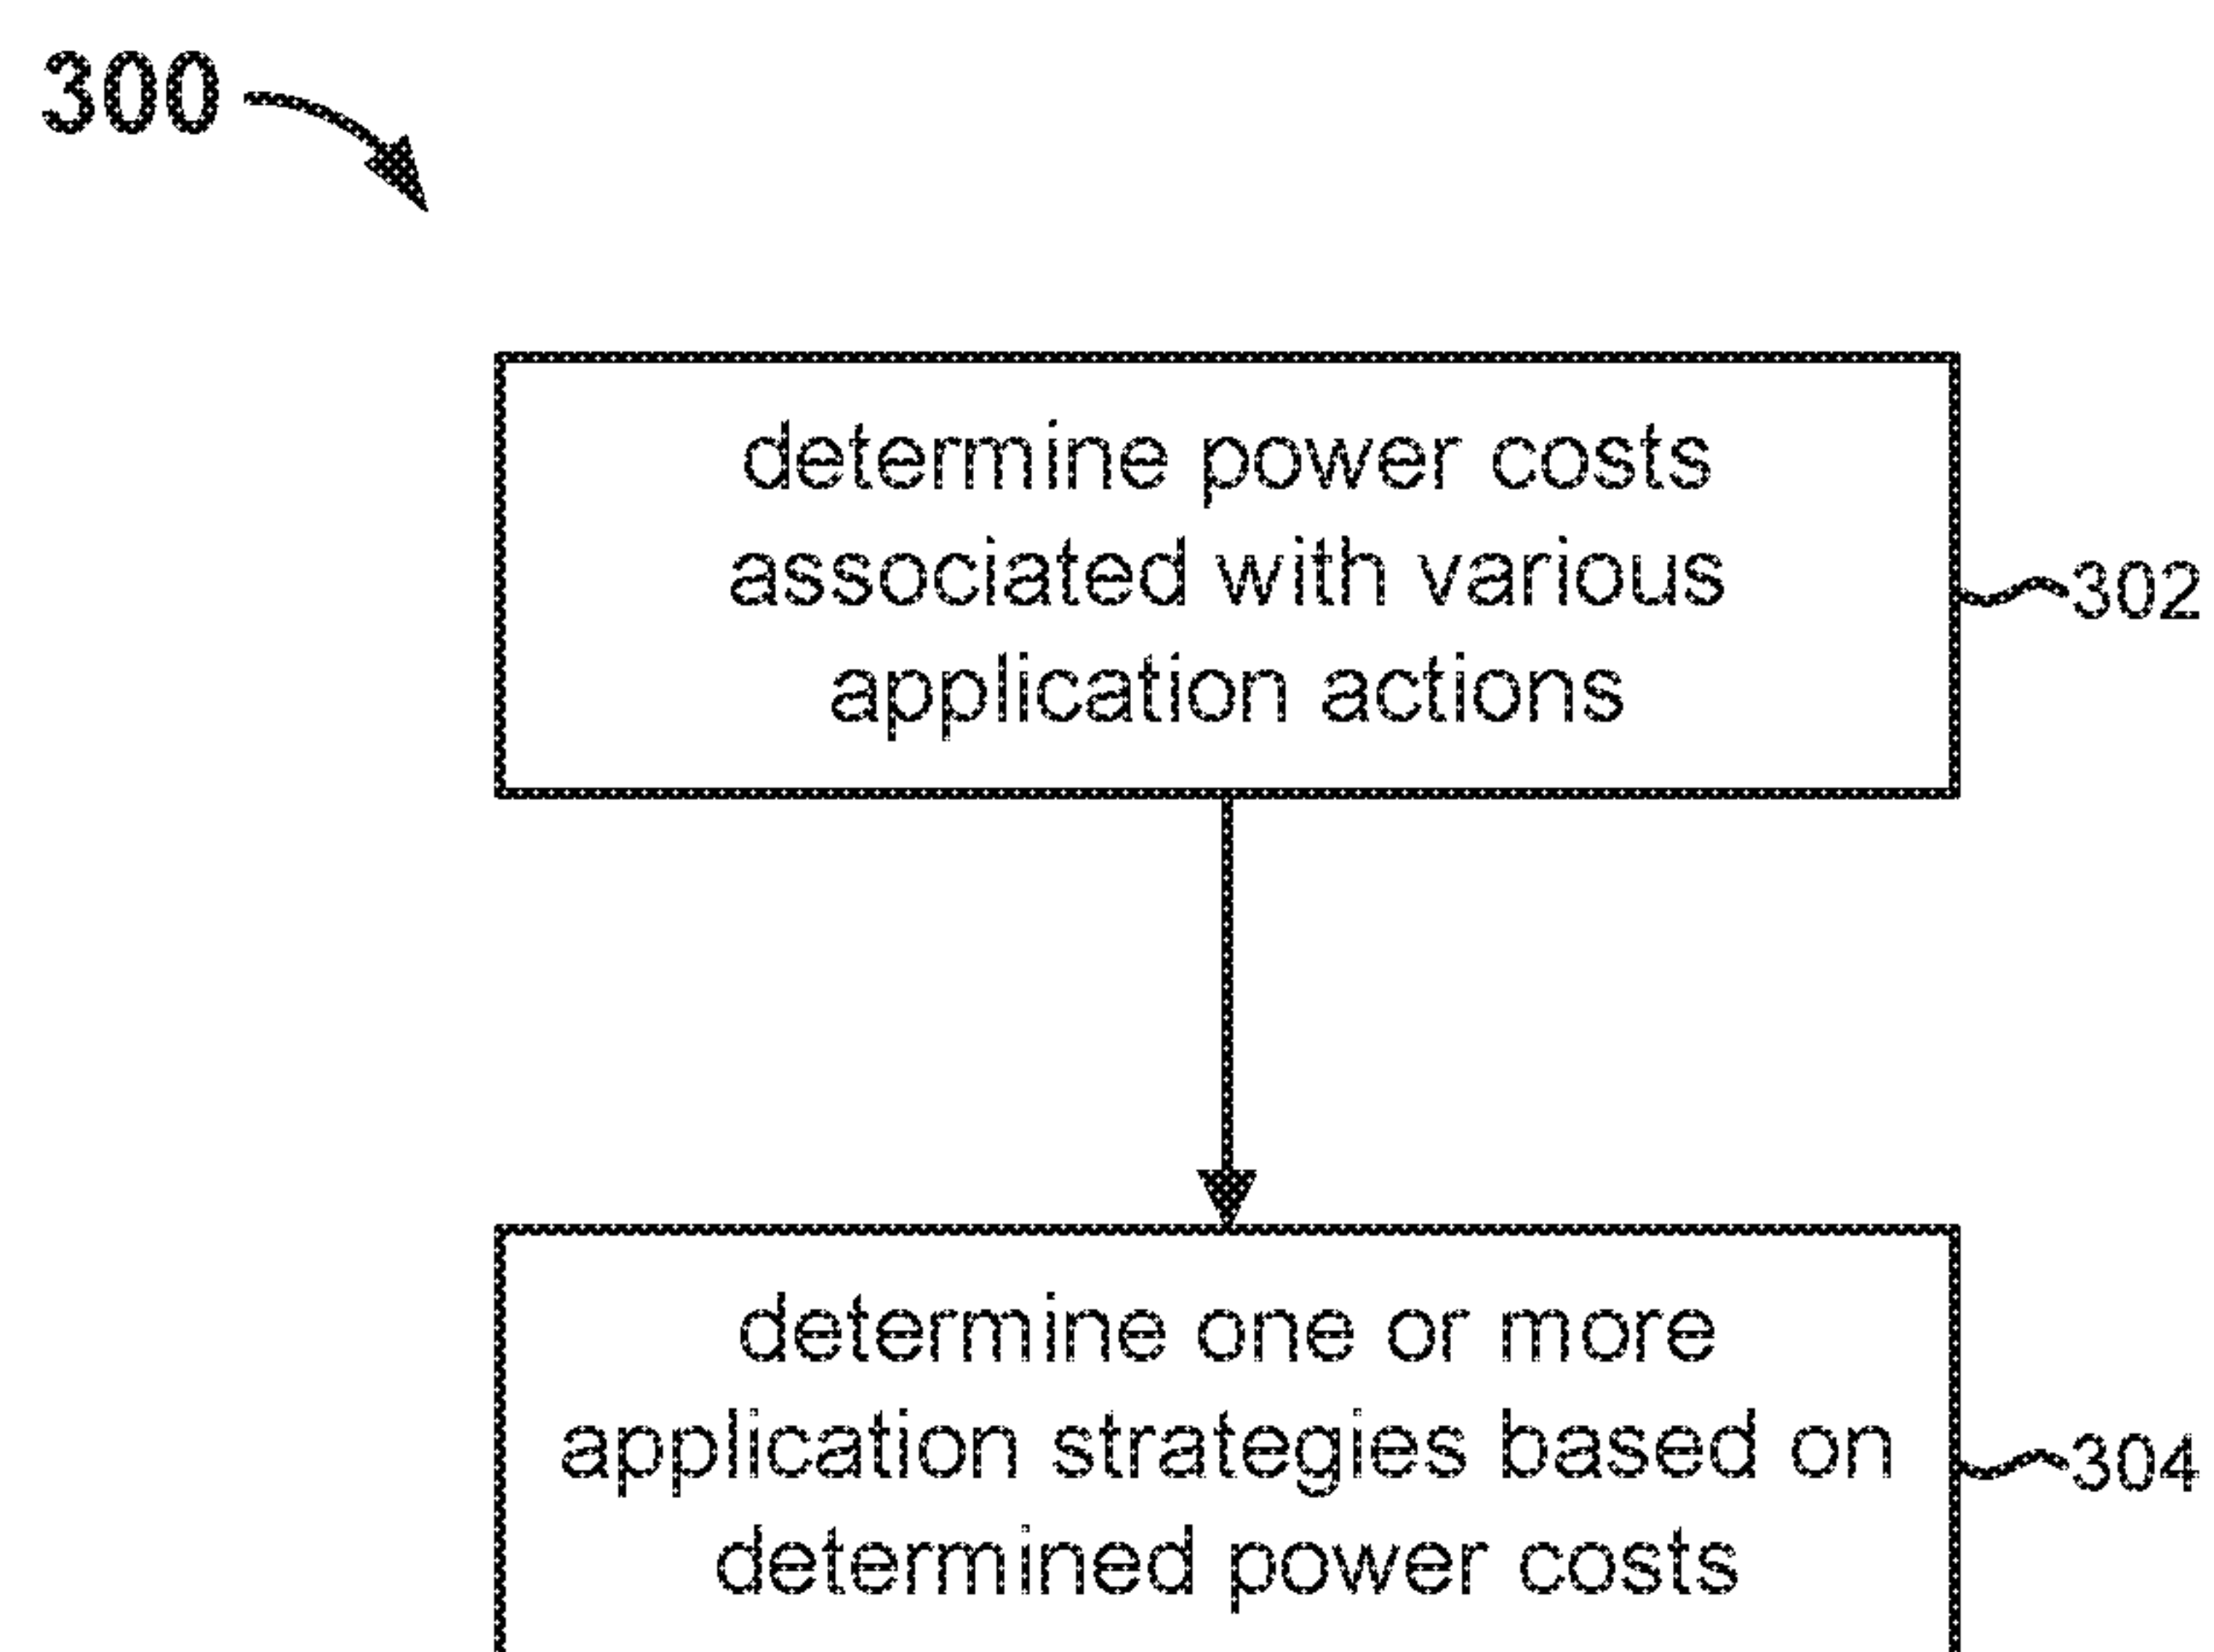 300
determine power costs
associated with various
application actions
302
determine one or more
application strategies based on
determined power costs
304